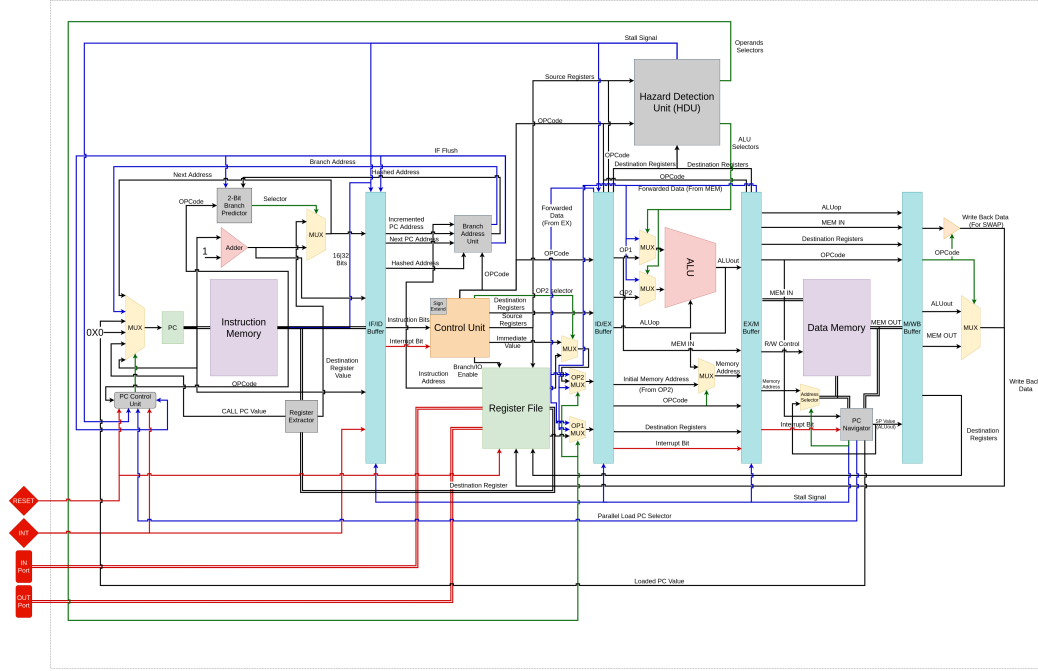 Stall Signal
Operands
Selectors
Source Registers
Hazard Detection
Unit (HDU)
OPCode
ALU
Selectors
IF Flush
OPCode
Branch Address
Destination Registers
Destination Registers
Next Address
Hashed Address
OPCode
Forwarded Data (From MEM)
OPCode
2-Bit
Branch
Predictor
Selector
Forwarded
Data
(From EX)
ALUop
Write Back Data
(For SWAP)
Incremented
PC Address
Branch
Address
Unit
MEM IN
MUX
Next PC Address
Destination Registers
Adder
1
16|32
Bits
OPCode
OP1
MUX
ALU
ALUout
OPCode
OPCode
Hashed Address
OPCode
MUX
OP2
OP2 selector
MEM IN
Sign
Extend
Destination
Registers
ALUout
0X0
MUX
PC
Instruction
Memory
IF/ID
Buffer
Instruction Bits
Control Unit
Source
Registers
ID/EX
Buffer
ALUop
EX/M
Buffer
Data Memory
MEM OUT
M/WB
Buffer
MUX
Interrupt Bit
Immediate
Value
MUX
MEM IN
R/W Control
MEM OUT
Destination
Register
Value
Branch/IO
Enable
Memory
Address
Instruction
Address
OP2
MUX
Initial Memory Address
(From OP2)
MUX
OPCode
Memory
Address
Write Back
Data
PC Control
Unit
Address
Selector
CALL PC Value
Register
Extractor
Register File
OPCode
PC
Navigator
SP Value
(ALUout)
OP1
MUX
Destination Registers
Interrupt Bit
Destination
Registers
Interrupt Bit
Destination Register
RESET
Stall Signal
Parallel Load PC Selector
INT
IN
Port
Loaded PC Value
OUT
Port